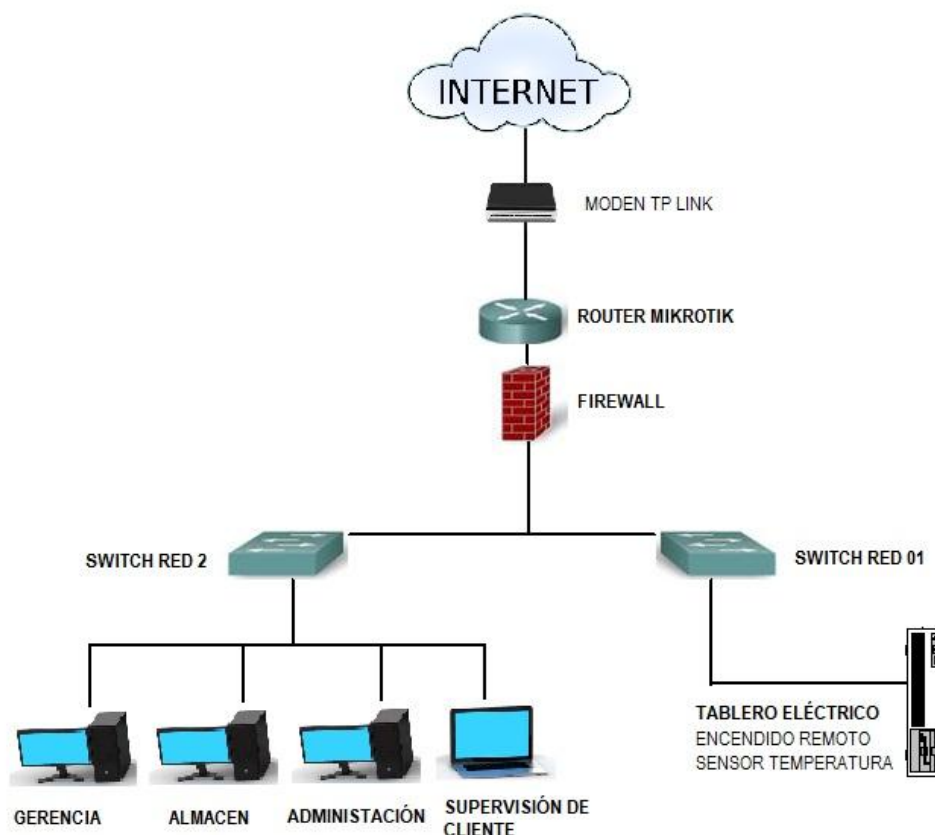 INTERNET
MODEN TP LINK
ROUTER MIKROTIK
FIREWALL
SWITCH RED 2
SWITCH RED 01
TABLERO ELÉCTRICO
ENCENDIDO REMOTO
SENSOR TEMPERATURA
GERENCIA
ALMACEN
ADMINISTACIÓN
SUPERVISIÓN DE
CLIENTE